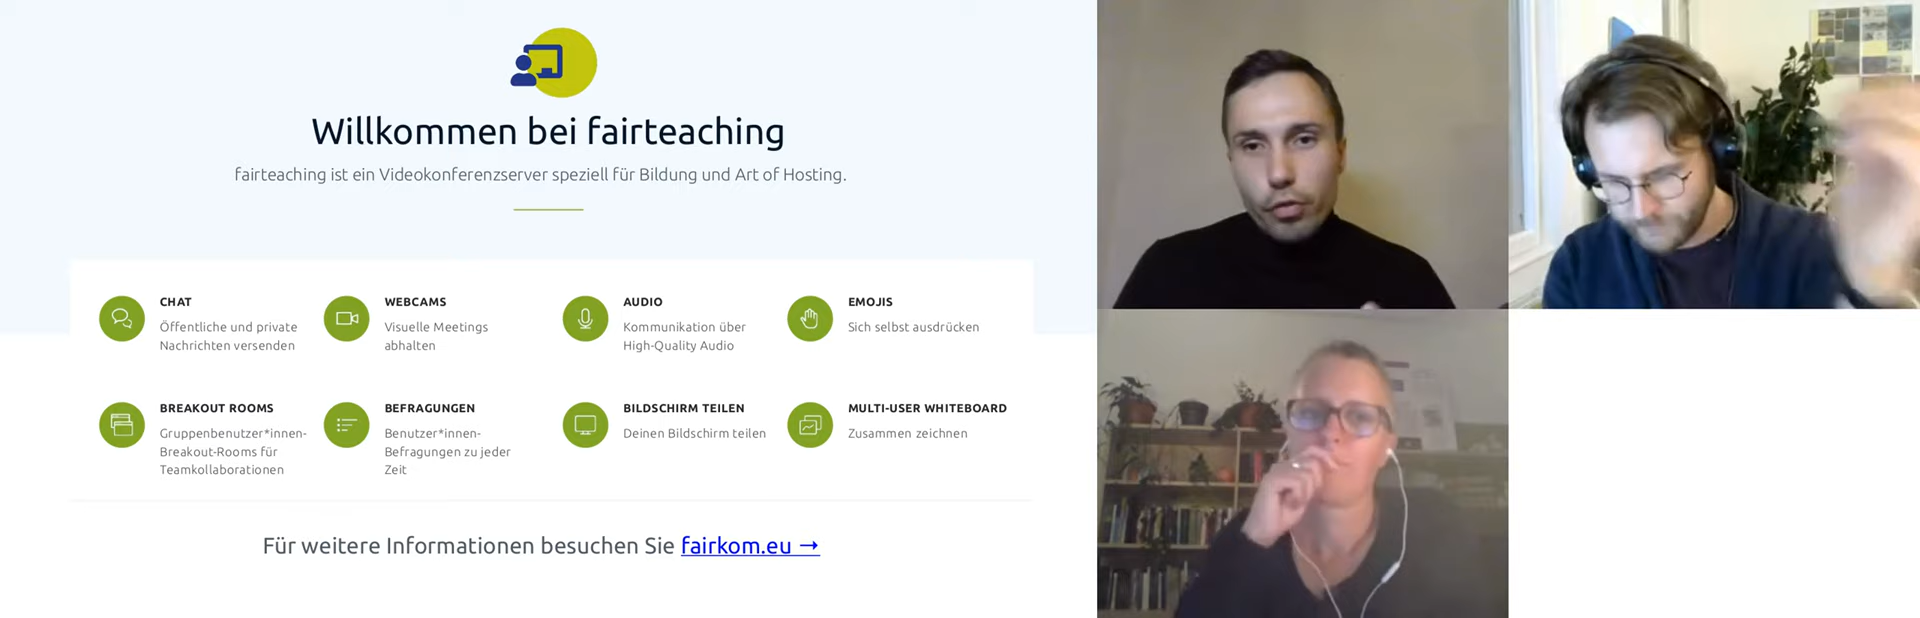 Willkommen bei fairteaching
fairteaching ist ein Videokonferenzserver speziell für Bildung und Art of Hosting.
CHAT
Öffentliche und private
Nachrichten versenden
WEBCAMS
Visuelle Meetings
abhalten
AUDIO
Kommunikation über
High-Quality Audio
EMOJIS
Sich selbst ausdrücken
BREAKOUT ROOMS
Gruppenbenutzer*innen-
Breakout-Rooms für
Teamkollaborationen
BEFRAGUNGEN
Benutzer*innen-
Befragungen zu jeder
Zeit
BILDSCHIRM TEILEN
Deinen Bildschirm teilen
MULTI-USER WHITEBOARD
Zusammen zeichnen
Für weitere Informationen besuchen Sie fairkom.eu →